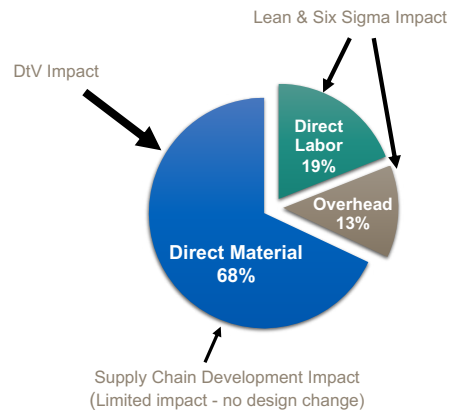 Lean & Six Sigma Impact
DtV Impact
Direct
Labor
19%
Overhead
13%
Direct Material
68%
Supply Chain Development Impact
(Limited impact - no design change)